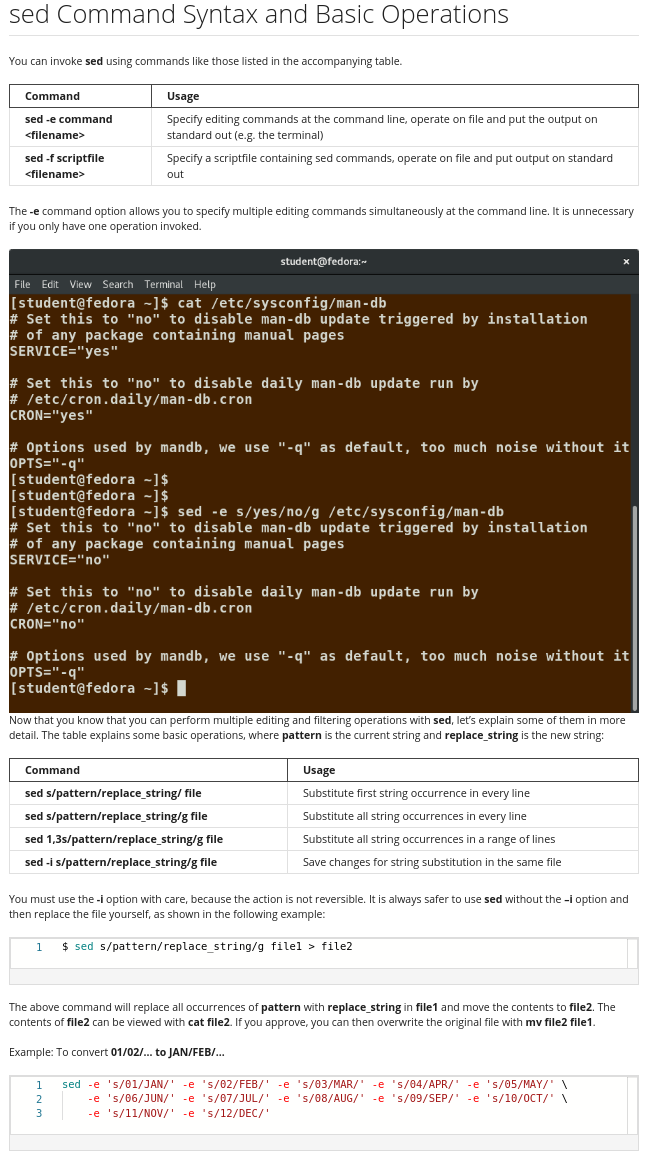 sed Command Syntax and Basic Operations
You can invoke sed using commands like those listed in the accompanying table.
Command Usage
sed -e command <filename> Specify editing commands at the command line, operate on file and put the output on standard out (e.g. the terminal)
sed -f scriptfile <filename> Specify a scriptfile containing sed commands, operate on file and put output on standard out
The -e command option allows you to specify multiple editing commands simultaneously at the command line. It is unnecessary
if you only have one operation invoked.
student@fedora:~ ×
File Edit View Search Terminal Help
[student@fedora ~]$ cat /etc/sysconfig/man-db
# Set this to "no" to disable man-db update triggered by installation
# of any package containing manual pages
SERVICE="yes"
# Set this to "no" to disable daily man-db update run by
# /etc/cron.daily/man-db.cron
CRON="yes"
# Options used by mandb, we use "-q" as default, too much noise without it
OPTS="-q"
[student@fedora ~]$
[student@fedora ~]$
[student@fedora ~]$ sed -e s/yes/no/g /etc/sysconfig/man-db
# Set this to "no" to disable man-db update triggered by installation
# of any package containing manual pages
SERVICE="no"
# Set this to "no" to disable daily man-db update run by
# /etc/cron.daily/man-db.cron
CRON="no"
# Options used by mandb, we use "-q" as default, too much noise without it
OPTS="-q"
[student@fedora ~]$
Now that you know that you can perform multiple editing and filtering operations with sed, let's explain some of them in more
detail. The table explains some basic operations, where pattern is the current string and replace_string is the new string:
Command Usage
sed s/pattern/replace_string/ file Substitute first string occurrence in every line
sed s/pattern/replace_string/g file Substitute all string occurrences in every line
sed 1,3s/pattern/replace_string/g file Substitute all string occurrences in a range of lines
sed -i s/pattern/replace_string/g file Save changes for string substitution in the same file
You must use the -i option with care, because the action is not reversible. It is always safer to use sed without the –i option and
then replace the file yourself, as shown in the following example:
1 $ sed s/pattern/replace_string/g file1 > file2
The above command will replace all occurrences of pattern with replace_string in file1 and move the contents to file2. The
contents of file2 can be viewed with cat file2. If you approve, you can then overwrite the original file with mv file2 file1.
Example: To convert 01/02/… to JAN/FEB/…
1 sed -e 's/01/JAN/' -e 's/02/FEB/' -e 's/03/MAR/' -e 's/04/APR/' -e 's/05/MAY/' \
2 -e 's/06/JUN/' -e 's/07/JUL/' -e 's/08/AUG/' -e 's/09/SEP/' -e 's/10/OCT/' \
3 -e 's/11/NOV/' -e 's/12/DEC/'